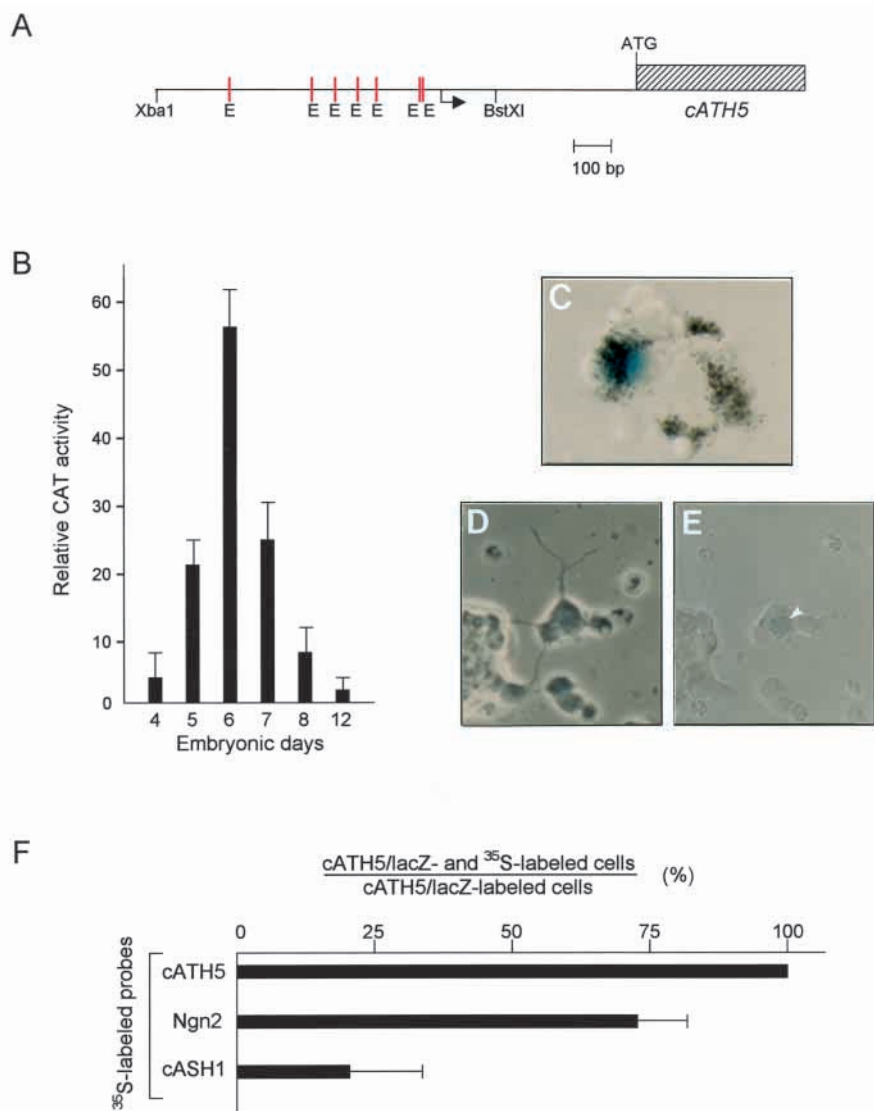 A
ATG
Xba1 E E E E E E E BstXI cATH5
100 bp
B
Relative CAT activity
60
50
40
30
20
10
0
4 5 6 7 8 12
Embryonic days
C
D
E
F
cATH5/lacZ- and ³⁵S-labeled cells
cATH5/lacZ-labeled cells
(%)
0 25 50 75 100
³⁵S-labeled probes
cATH5
Ngn2
cASH1